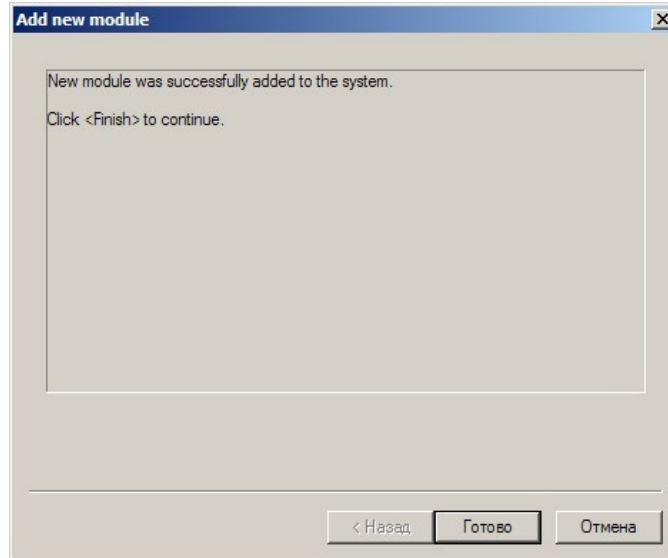 Add new module
New module was successfully added to the system.
Click <Finish> to continue.
< Назад
Готово
Отмена